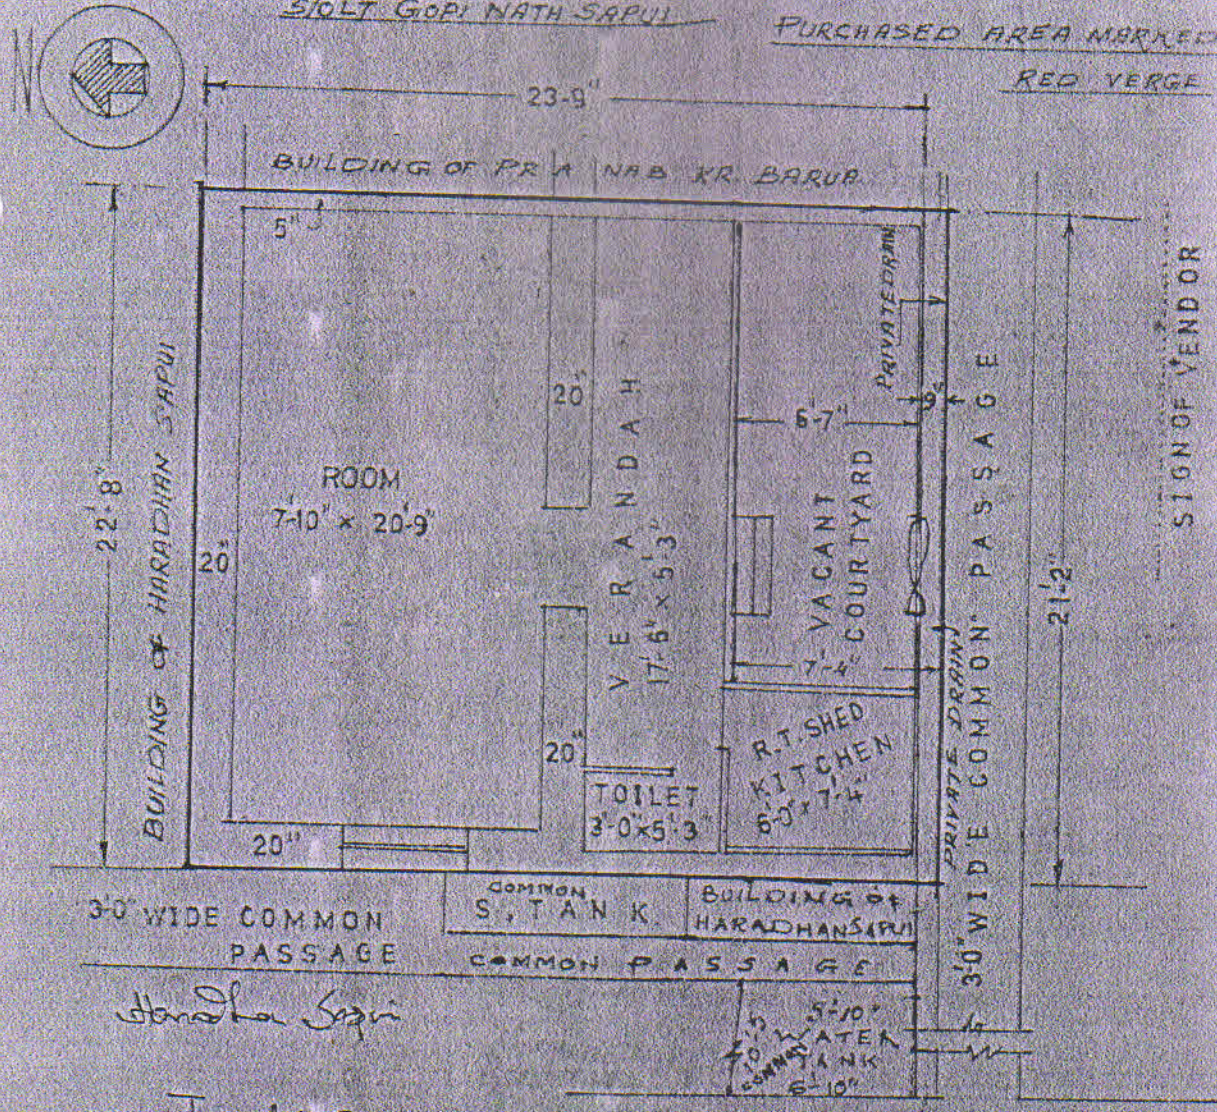 S/O LT GOPI NATH SAPUI
PURCHASED AREA MARKED
RED VERGE
N
23'-9"
BUILDING OF PRANAB KR. BARUA
5"
22'-8"
BUILDING OF HARADHAN SAPUI
20"
ROOM
7'-10" × 20'-9"
20"
20"
20"
VERANDAH
17'-6" × 5'-3"
PRIVATE DRAIN
6'-7"
9"
VACANT
COURTYARD
7'-4"
R.T. SHED
KITCHEN
6'-0" × 7'-4"
TOILET
3'-0" × 5'-3"
PRIVATE DRAIN
3'0" WIDE COMMON PASSAGE
21'-2"
SIGN OF VENDOR
3'-0" WIDE COMMON
PASSAGE
COMMON
S. TANK
BUILDING OF
HARADHAN SAPUI
COMMON PASSAGE
5'-10"
COMMON
WATER
TANK
6'-10"